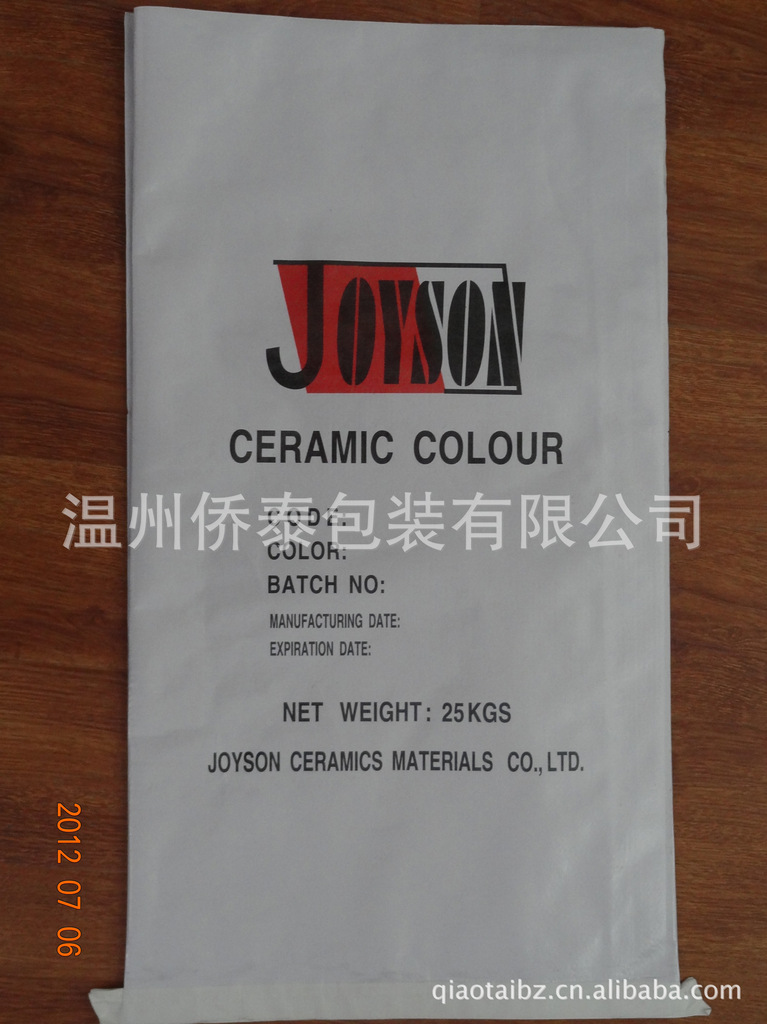 JOYSON
CERAMIC COLOUR
CODE:
温州侨泰包装有限公司
COLOR:
BATCH NO:
MANUFACTURING DATE:
EXPIRATION DATE:
NET WEIGHT: 25KGS
JOYSON CERAMICS MATERIALS CO., LTD.
2012 07 06
qiaotaibz.cn.alibaba.com